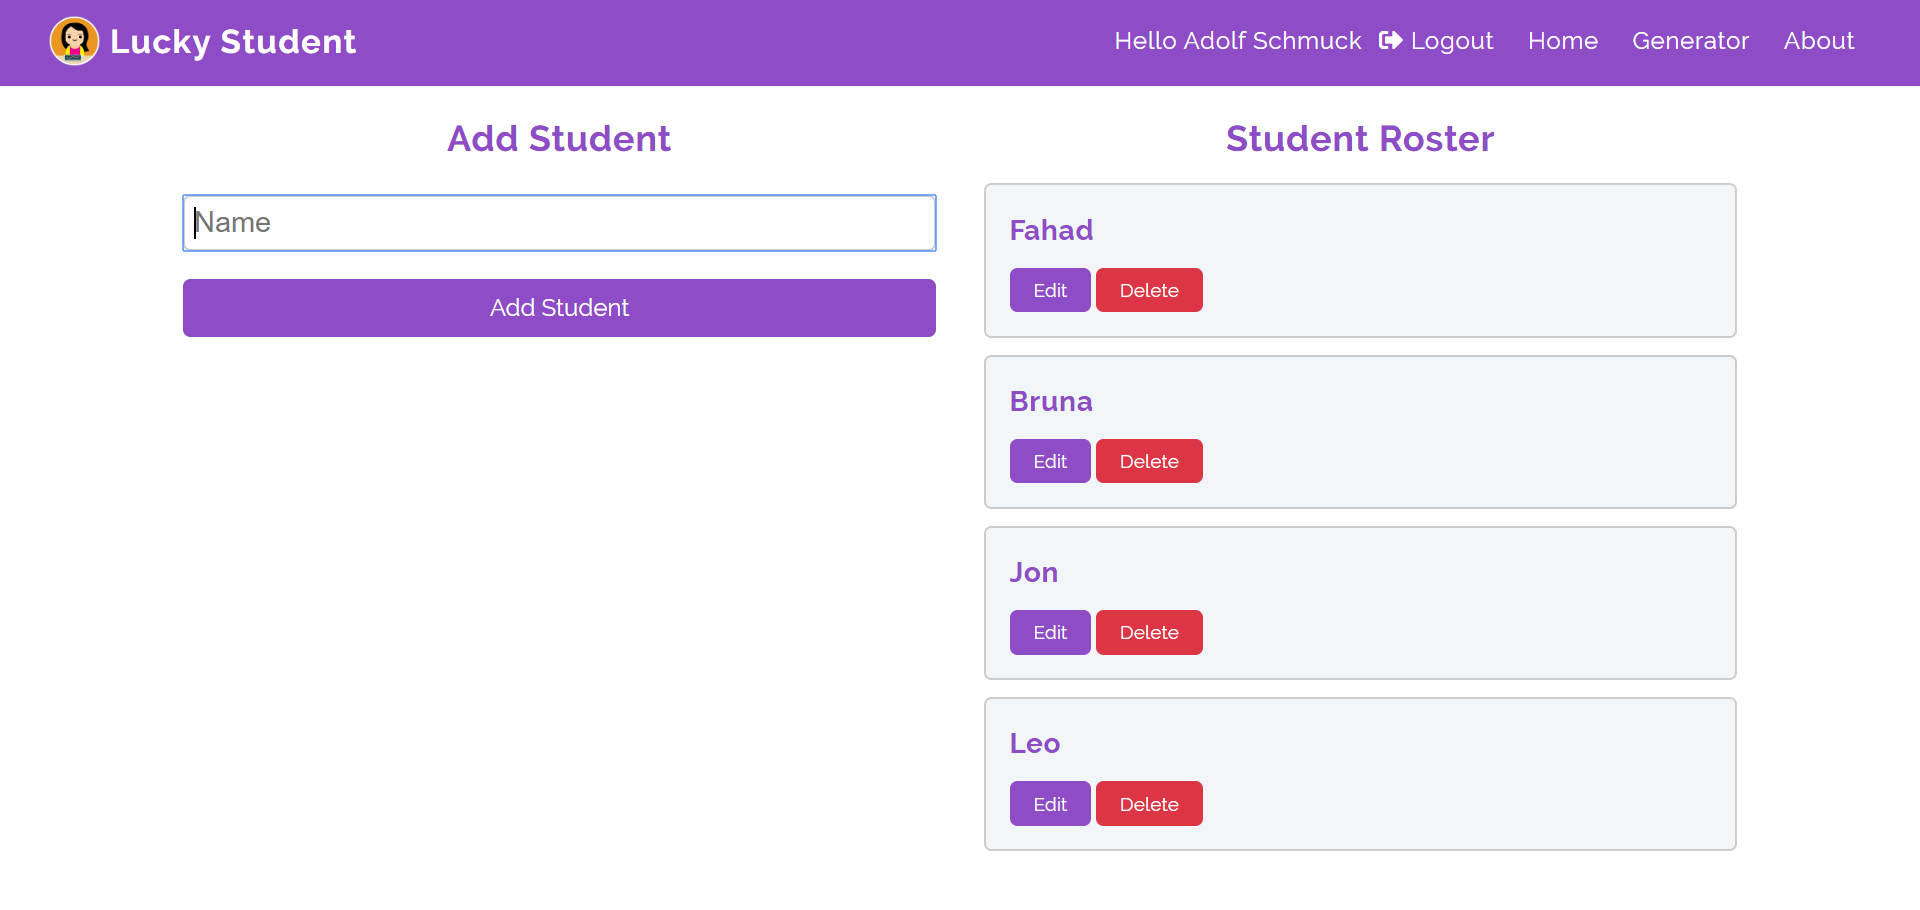 Lucky Student
Hello Adolf Schmuck Logout Home Generator About
Add Student
Name
Add Student
Student Roster
Fahad
Edit Delete
Bruna
Edit Delete
Jon
Edit Delete
Leo
Edit Delete